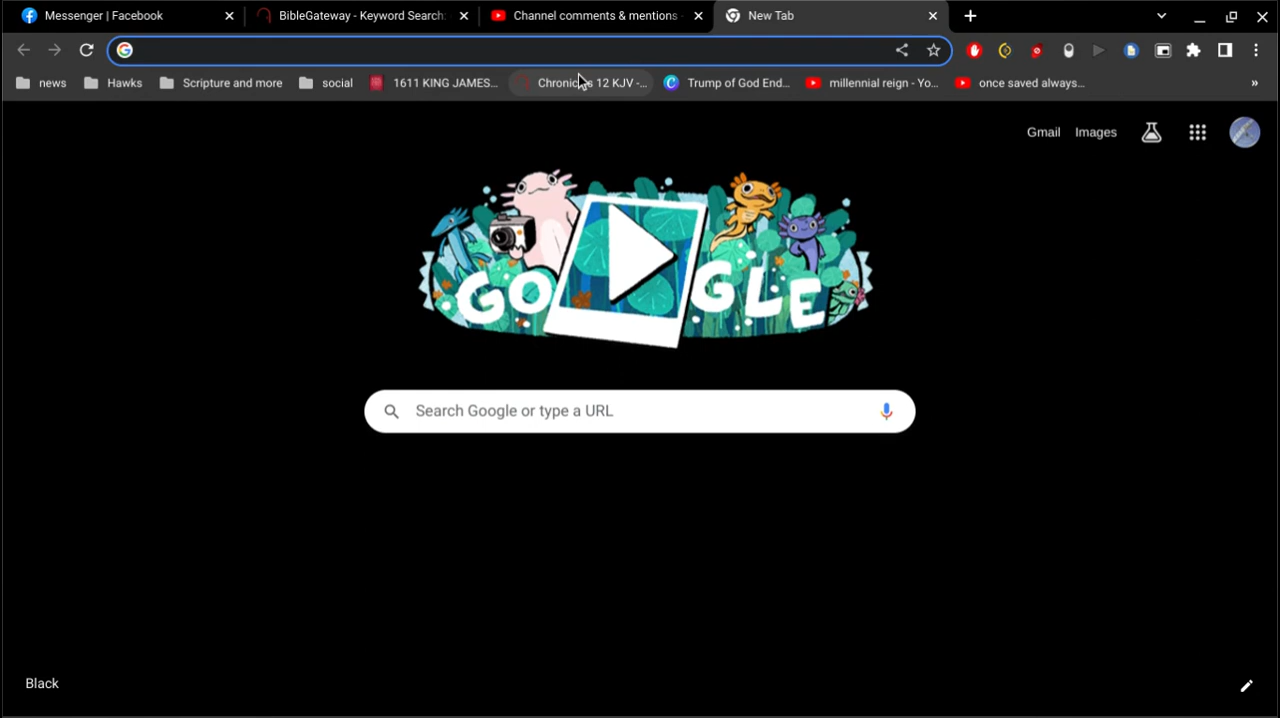 Messenger | Facebook
BibleGateway - Keyword Search:
Channel comments & mentions -
New Tab
news
Hawks
Scripture and more
social
1611 KING JAMES...
12 KJV -...
Trump of God End...
millennial reign - Yo...
once saved always...
»
Gmail
Images
GO GLE
Search Google or type a URL
Black